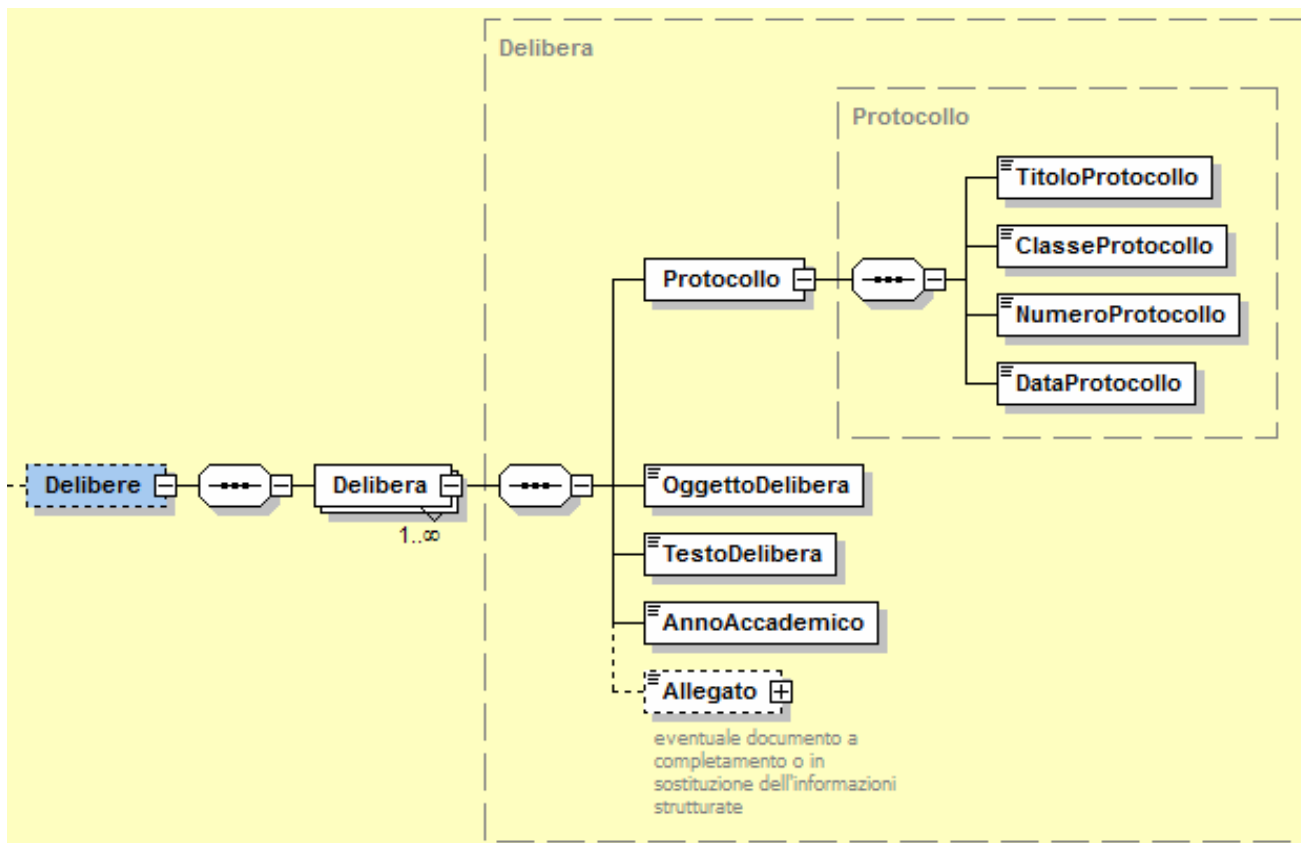 Delibera
Protocollo
TitoloProtocollo
ClasseProtocollo
Protocollo
NumeroProtocollo
DataProtocollo
Delibere
Delibera
1..∞
OggettoDelibera
TestoDelibera
AnnoAccademico
Allegato
eventuale documento a
completamento o in
sostituzione dell'informazioni
strutturate